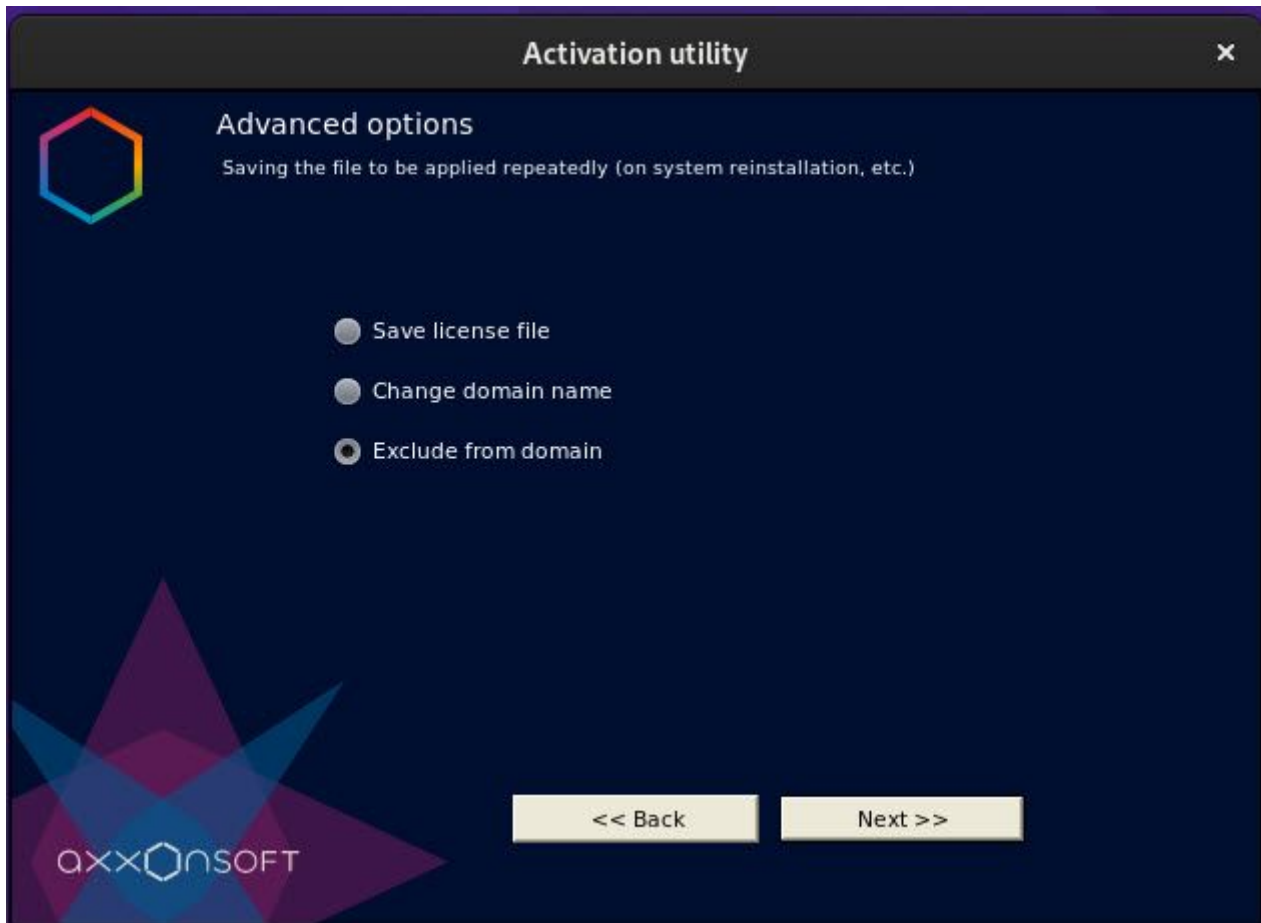 Activation utility
×
Advanced options
Saving the file to be applied repeatedly (on system reinstallation, etc.)
Save license file
Change domain name
Exclude from domain
<< Back
Next >>
axxonsoft